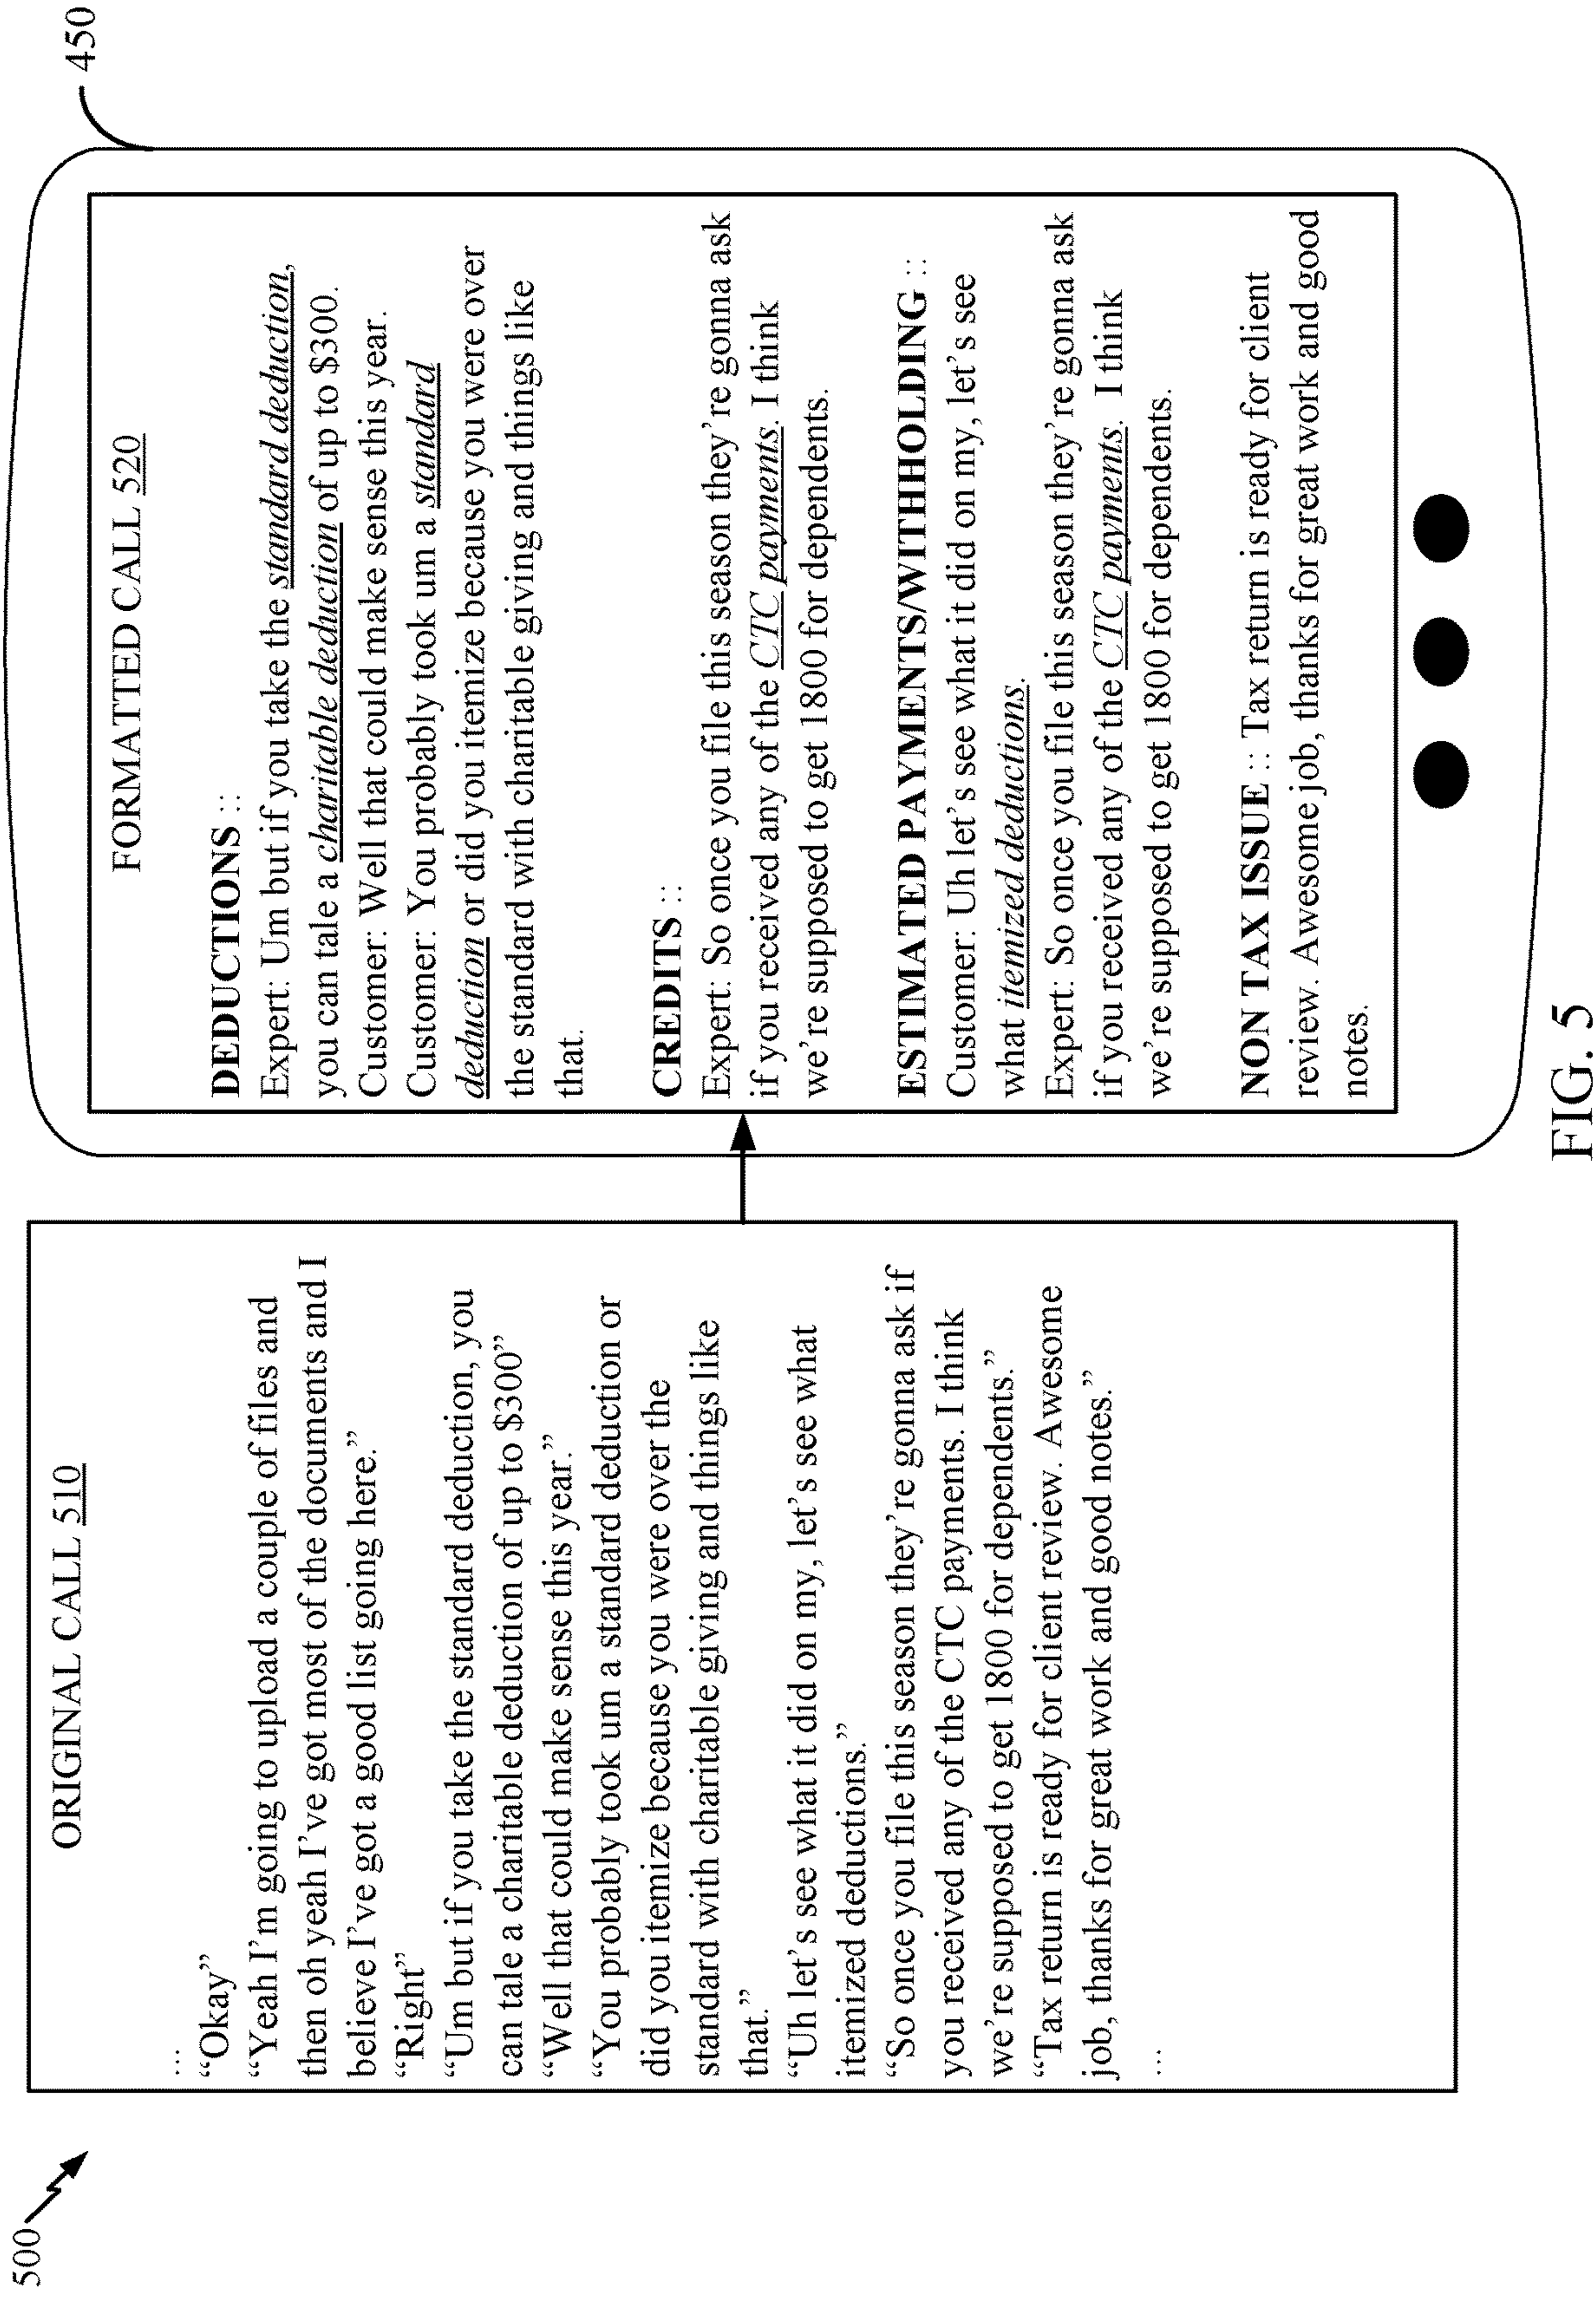 500
ORIGINAL CALL 510
...
“Okay”
“Yeah I’m going to upload a couple of files and
then oh yeah I’ve got most of the documents and I
believe I’ve got a good list going here.”
“Right”
“Um but if you take the standard deduction, you
can tale a charitable deduction of up to $300”
“Well that could make sense this year.”
“You probably took um a standard deduction or
did you itemize because you were over the
standard with charitable giving and things like
that.”
“Uh let’s see what it did on my, let’s see what
itemized deductions.”
“So once you file this season they’re gonna ask if
you received any of the CTC payments. I think
we’re supposed to get 1800 for dependents.”
“Tax return is ready for client review. Awesome
job, thanks for great work and good notes.”
...
450
FORMATTED CALL 520
DEDUCTIONS ::
Expert: Um but if you take the standard deduction,
you can tale a charitable deduction of up to $300.
Customer: Well that could make sense this year.
Customer: You probably took um a standard
deduction or did you itemize because you were over
the standard with charitable giving and things like
that.
CREDITS ::
Expert: So once you file this season they’re gonna ask
if you received any of the CTC payments. I think
we’re supposed to get 1800 for dependents.
ESTIMATED PAYMENTS/WITHHOLDING ::
Customer: Uh let’s see what it did on my, let’s see
what itemized deductions.
Expert: So once you file this season they’re gonna ask
if you received any of the CTC payments. I think
we’re supposed to get 1800 for dependents.
NON TAX ISSUE :: Tax return is ready for client
review. Awesome job, thanks for great work and good
notes.
FIG. 5